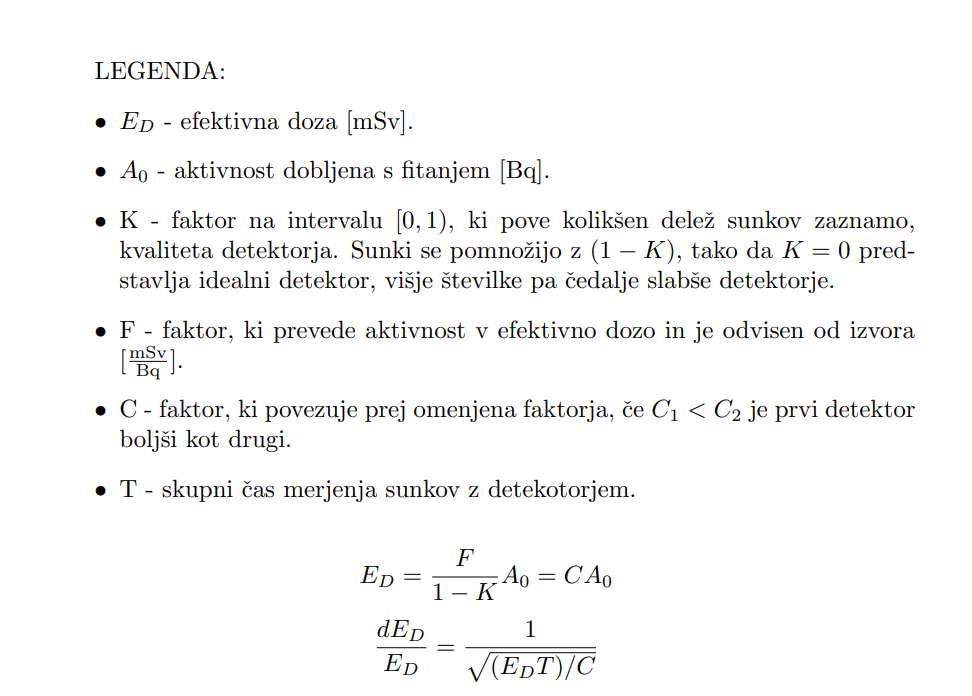 LEGENDA:
• E_D - efektivna doza [mSv].
• A_0 - aktivnost dobljena s fitanjem [Bq].
• K - faktor na intervalu [0, 1), ki pove kolikšen delež sunkov zaznamo,
kvaliteta detektorja. Sunki se pomnožijo z (1 − K), tako da K = 0 pred-
stavlja idealni detektor, višje številke pa čedalje slabše detektorje.
• F - faktor, ki prevede aktivnost v efektivno dozo in je odvisen od izvora
[\frac{mSv}{Bq}].
• C - faktor, ki povezuje prej omenjena faktorja, če C_1 < C_2 je prvi detektor
boljši kot drugi.
• T - skupni čas merjenja sunkov z detekotorjem.
E_D = \frac{F}{1 − K} A_0 = CA_0
\frac{dE_D}{E_D} = \frac{1}{\sqrt{(E_D T)/C}}